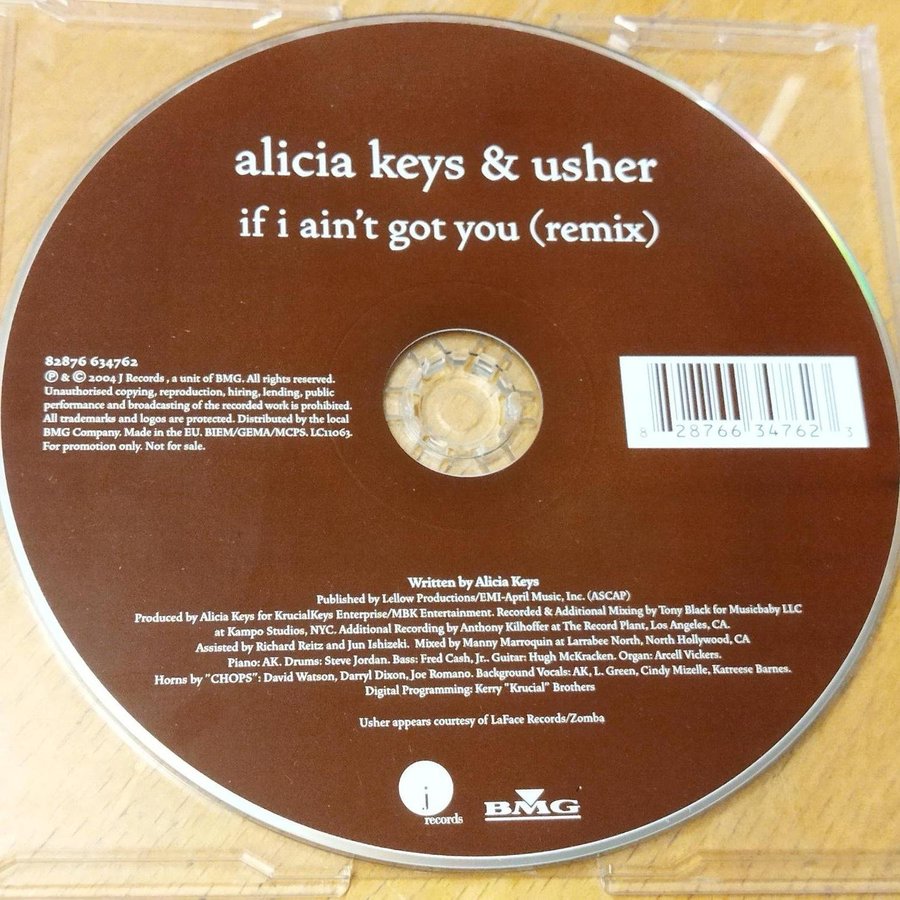 alicia keys & usher
if i ain't got you (remix)
82876 634762
Ⓟ & © 2004 J Records , a unit of BMG. All rights reserved.
Unauthorised copying, reproduction, hiring, lending, public
performance and broadcasting of the recorded work is prohibited.
All trademarks and logos are protected. Distributed by the local
BMG Company. Made in the EU. BIEM/GEMA/MCPS. LC11063.
For promotion only. Not for sale.
8 28766 34762 3
Written by Alicia Keys
Published by Lellow Productions/EMI-April Music, Inc. (ASCAP)
Produced by Alicia Keys for KrucialKeys Enterprise/MBK Entertainment. Recorded & Additional Mixing by Tony Black for Musicbaby LLC
at Kampo Studios, NYC. Additional Recording by Anthony Kilhoffer at The Record Plant, Los Angeles, CA.
Assisted by Richard Reitz and Jun Ishizeki. Mixed by Manny Marroquin at Larrabee North, North Hollywood, CA
Piano: AK. Drums: Steve Jordan. Bass: Fred Cash, Jr. Guitar: Hugh McKracken. Organ: Arcell Vickers.
Horns by "CHOPS": David Watson, Darryl Dixon, Joe Romano. Background Vocals: AK, L. Green, Cindy Mizelle, Katreese Barnes.
Digital Programming: Kerry "Krucial" Brothers
Usher appears courtesy of LaFace Records/Zomba
j records
BMG